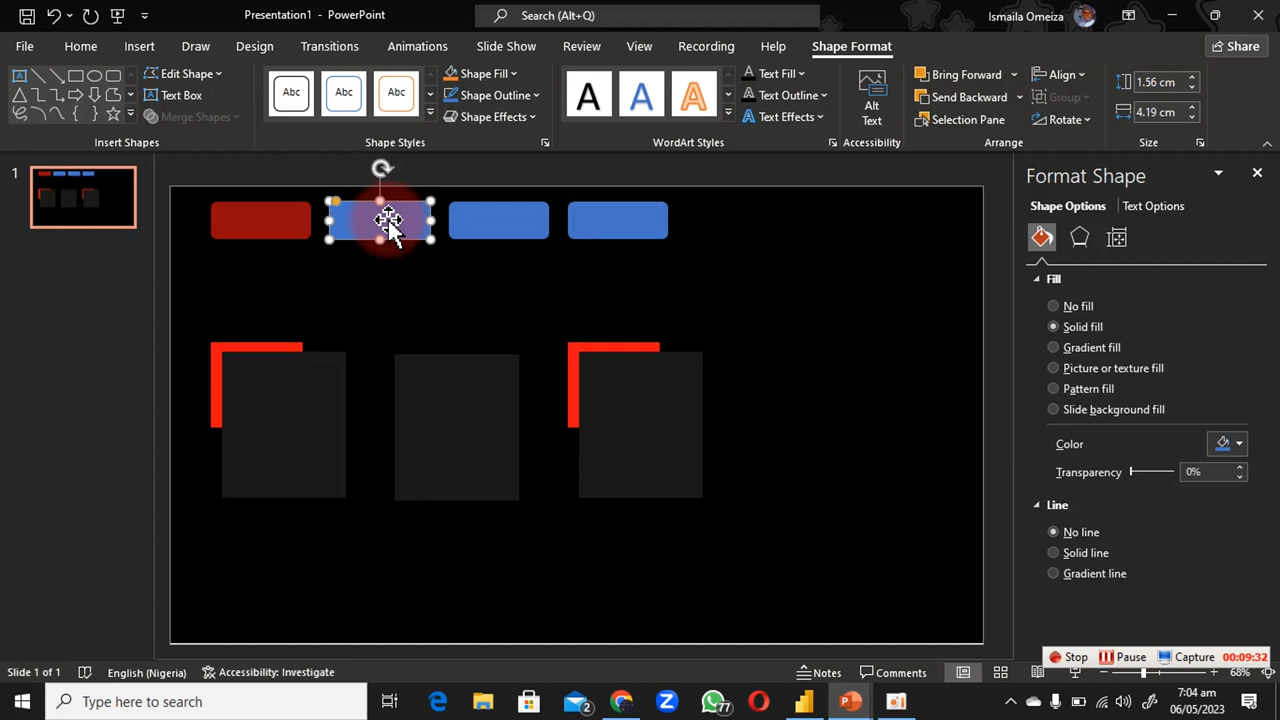 Presentation1 - PowerPoint
Search (Alt+Q)
Ismaila Omeiza
File Home Insert Draw Design Transitions Animations Slide Show Review View Recording Help Shape Format Share
Edit Shape
Text Box
Merge Shapes
Insert Shapes
Abc Abc Abc
Shape Fill
Shape Outline
Shape Effects
Shape Styles
A A A
Text Fill
Text Outline
Text Effects
WordArt Styles
Alt
Text
Accessibility
Bring Forward
Send Backward
Selection Pane
Align
Group
Rotate
Arrange
1.56 cm
4.19 cm
Size
1
Format Shape
Shape Options Text Options
Fill
No fill
Solid fill
Gradient fill
Picture or texture fill
Pattern fill
Slide background fill
Color
Transparency 0%
Line
No line
Solid line
Gradient line
Stop Pause Capture 00:09:32
Slide 1 of 1 English (Nigeria) Accessibility: Investigate Notes Comments 68%
Type here to search
2
77
7:04 am
06/05/2023